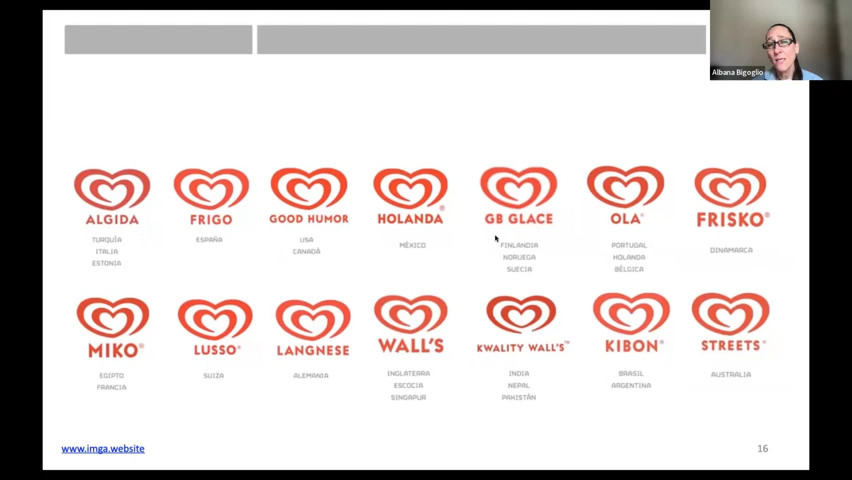 Albana Bigoglio
ALGIDA
TURQUÌA
ITALIA
ESTONIA
FRIGO
ESPAÑA
GOOD HUMOR
USA
CANADÁ
HOLANDA®
MÉXICO
GB GLACE
FINLANDIA
NORUEGA
SUECIA
OLA®
PORTUGAL
HOLANDA
BÉLGICA
FRISKO®
DINAMARCA
MIKO®
EGIPTO
FRANCIA
LUSSO®
SUIZA
LANGNESE
ALEMANIA
WALL'S
INGLATERRA
ESCOCIA
SINGAPUR
KWALITY WALL'S™
INDIA
NEPAL
PAKISTÁN
KIBON®
BRASIL
ARGENTINA
STREETS®
AUSTRALIA
www.imga.website
16